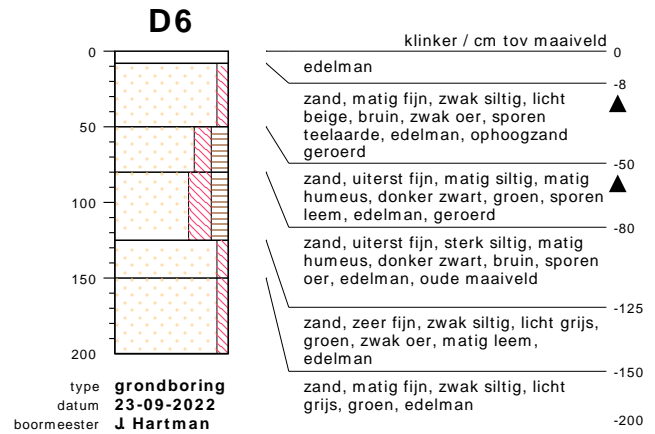 D6
klinker / cm tov maaiveld
0
0
edelman
-8
zand, matig fijn, zwak siltig, licht
beige, bruin, zwak oer, sporen
teelaarde, edelman, ophoogzand
geroerd
50
-50
zand, uiterst fijn, matig siltig, matig
humeus, donker zwart, groen, sporen
leem, edelman, geroerd
-80
100
zand, uiterst fijn, sterk siltig, matig
humeus, donker zwart, bruin, sporen
oer, edelman, oude maaiveld
150
-125
zand, zeer fijn, zwak siltig, licht grijs,
groen, zwak oer, matig leem,
edelman
200
-150
zand, matig fijn, zwak siltig, licht
grijs, groen, edelman
-200
type grondboring
datum 23-09-2022
boormeester J. Hartman